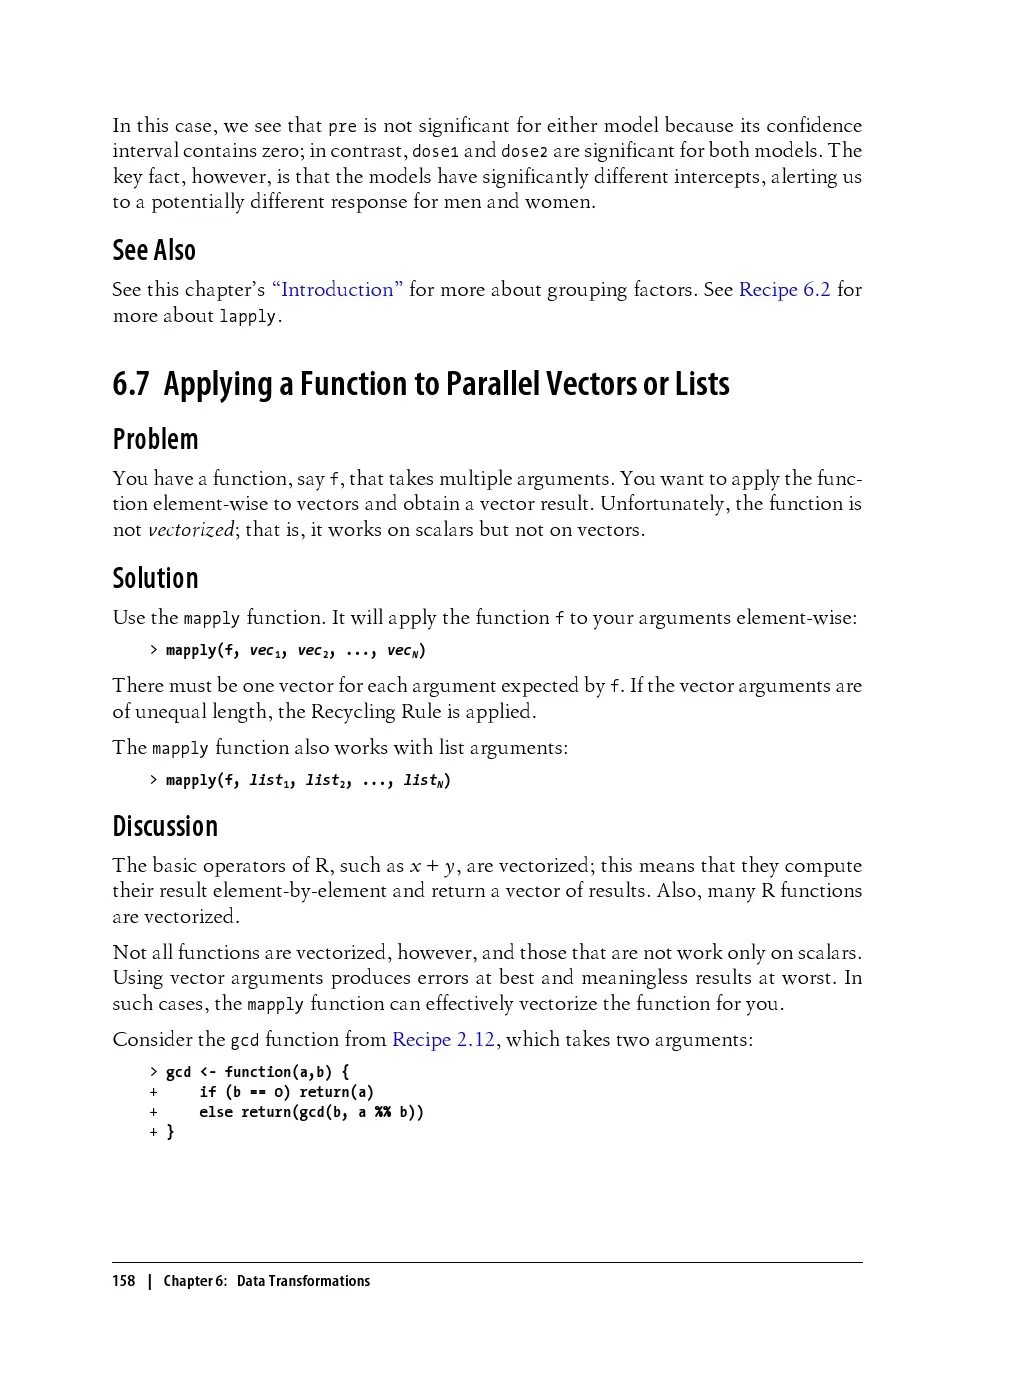 In this case, we see that pre is not significant for either model because its confidence
interval contains zero; in contrast, dose1 and dose2 are significant for both models. The
key fact, however, is that the models have significantly different intercepts, alerting us
to a potentially different response for men and women.
See Also
See this chapter’s “Introduction” for more about grouping factors. See Recipe 6.2 for
more about lapply.
6.7 Applying a Function to Parallel Vectors or Lists
Problem
You have a function, say f, that takes multiple arguments. You want to apply the func-
tion element-wise to vectors and obtain a vector result. Unfortunately, the function is
not vectorized; that is, it works on scalars but not on vectors.
Solution
Use the mapply function. It will apply the function f to your arguments element-wise:
> mapply(f, vec₁, vec₂, ..., vecN)
There must be one vector for each argument expected by f. If the vector arguments are
of unequal length, the Recycling Rule is applied.
The mapply function also works with list arguments:
> mapply(f, list₁, list₂, ..., listN)
Discussion
The basic operators of R, such as x + y, are vectorized; this means that they compute
their result element-by-element and return a vector of results. Also, many R functions
are vectorized.
Not all functions are vectorized, however, and those that are not work only on scalars.
Using vector arguments produces errors at best and meaningless results at worst. In
such cases, the mapply function can effectively vectorize the function for you.
Consider the gcd function from Recipe 2.12, which takes two arguments:
> gcd <- function(a,b) {
+     if (b == 0) return(a)
+     else return(gcd(b, a %% b))
+ }
158 | Chapter 6: Data Transformations